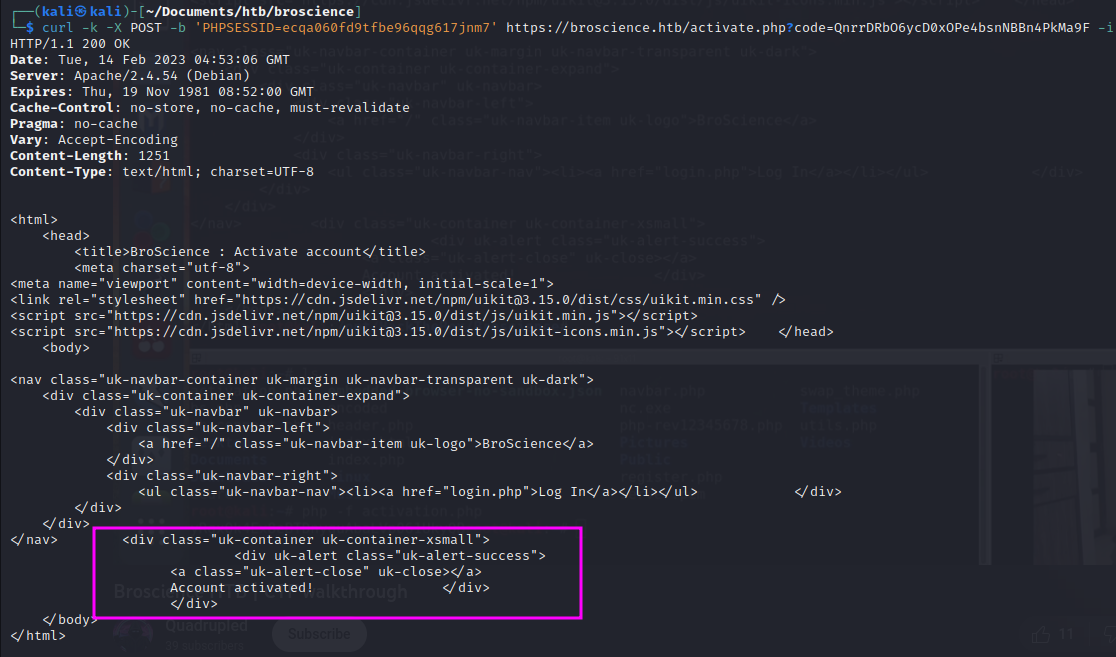 ┌──(kali㉿kali)-[~/Documents/htb/broscience]
└─$ curl -k -X POST -b 'PHPSESSID=ecqa060fd9tfbe96qqg617jnm7' https://broscience.htb/activate.php?code=QnrrDRbO6ycD0xOPe4bsnNBBn4PkMa9F -i
HTTP/1.1 200 OK
Date: Tue, 14 Feb 2023 04:53:06 GMT
Server: Apache/2.4.54 (Debian)
Expires: Thu, 19 Nov 1981 08:52:00 GMT
Cache-Control: no-store, no-cache, must-revalidate
Pragma: no-cache
Vary: Accept-Encoding
Content-Length: 1251
Content-Type: text/html; charset=UTF-8
<html>
<head>
<title>BroScience : Activate account</title>
<meta charset="utf-8">
<meta name="viewport" content="width=device-width, initial-scale=1">
<link rel="stylesheet" href="https://cdn.jsdelivr.net/npm/uikit@3.15.0/dist/css/uikit.min.css" />
<script src="https://cdn.jsdelivr.net/npm/uikit@3.15.0/dist/js/uikit.min.js"></script>
<script src="https://cdn.jsdelivr.net/npm/uikit@3.15.0/dist/js/uikit-icons.min.js"></script> </head>
<body>
<nav class="uk-navbar-container uk-margin uk-navbar-transparent uk-dark">
<div class="uk-container uk-container-expand">
<div class="uk-navbar" uk-navbar>
<div class="uk-navbar-left">
<a href="/" class="uk-navbar-item uk-logo">BroScience</a>
</div>
<div class="uk-navbar-right">
<ul class="uk-navbar-nav"><li><a href="login.php">Log In</a></li></ul> </div>
</div>
</div>
</nav> <div class="uk-container uk-container-xsmall">
<div uk-alert class="uk-alert-success">
<a class="uk-alert-close" uk-close></a>
Account activated! </div>
</div>
</body>
</html>